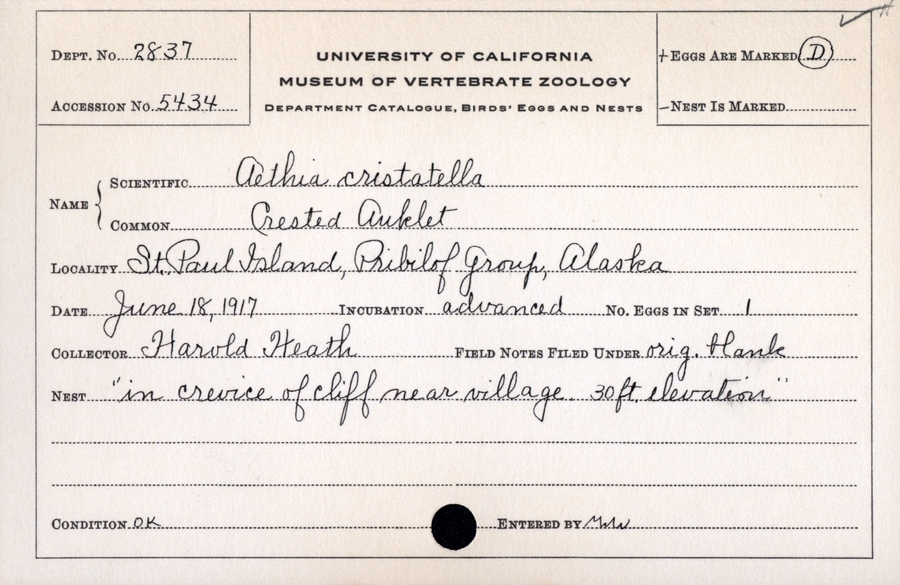 Dept. No. 2837
Accession No. 5434
UNIVERSITY OF CALIFORNIA
MUSEUM OF VERTEBRATE ZOOLOGY
Department Catalogue, Birds' Eggs and Nests
+Eggs Are Marked D
—Nest Is Marked
Name { Scientific Aethia cristatella
Common Crested Auklet
Locality St. Paul Island, Pribilof Group, Alaska
Date June 18, 1917 Incubation advanced No. Eggs in Set 1
Collector Harold Heath Field Notes Filed Under orig. blank
Nest "in crevice of cliff near village. 30 ft. elevation"
Condition OK Entered by